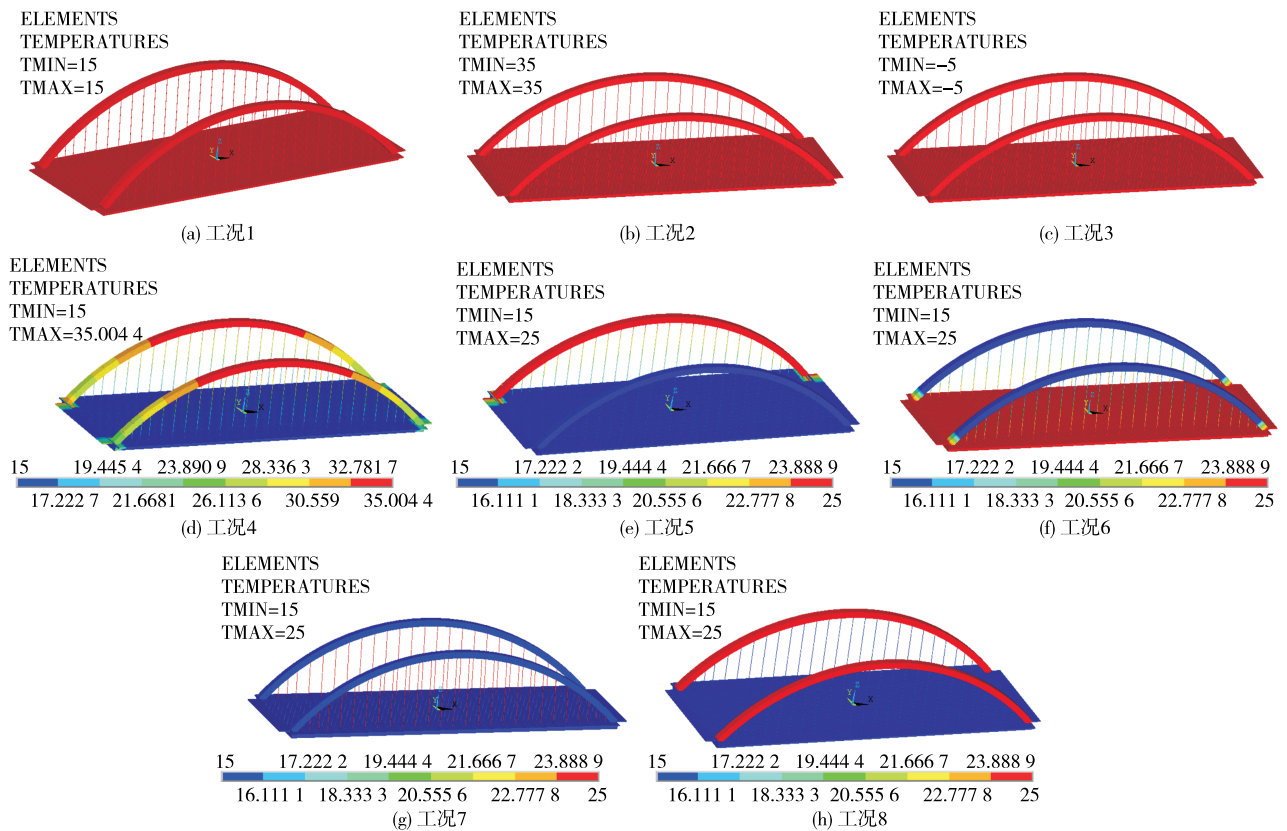 ELEMENTS
TEMPERATURES
TMIN=15
TMAX=15
Z
Y
X
(a) 工况1
ELEMENTS
TEMPERATURES
TMIN=35
TMAX=35
Z
Y
X
(b) 工况2
ELEMENTS
TEMPERATURES
TMIN=−5
TMAX=−5
Z
Y
X
(c) 工况3
ELEMENTS
TEMPERATURES
TMIN=15
TMAX=35.004 4
Z
Y
X
15 19.445 4 23.890 9 28.336 3 32.781 7
17.222 7 21.6681 26.113 6 30.559 35.004 4
(d) 工况4
ELEMENTS
TEMPERATURES
TMIN=15
TMAX=25
Z
Y
X
15 17.222 2 19.444 4 21.666 7 23.888 9
16.111 1 18.333 3 20.555 6 22.777 8 25
(e) 工况5
ELEMENTS
TEMPERATURES
TMIN=15
TMAX=25
Z
Y
X
15 17.222 2 19.444 4 21.666 7 23.888 9
16.111 1 18.333 3 20.555 6 22.777 8 25
(f) 工况6
ELEMENTS
TEMPERATURES
TMIN=15
TMAX=25
Z
Y
X
15 17.222 2 19.444 4 21.666 7 23.888 9
16.111 1 18.333 3 20.555 6 22.777 8 25
(g) 工况7
ELEMENTS
TEMPERATURES
TMIN=15
TMAX=25
Z
Y
X
15 17.222 2 19.444 4 21.666 7 23.888 9
16.111 1 18.333 3 20.555 6 22.777 8 25
(h) 工况8